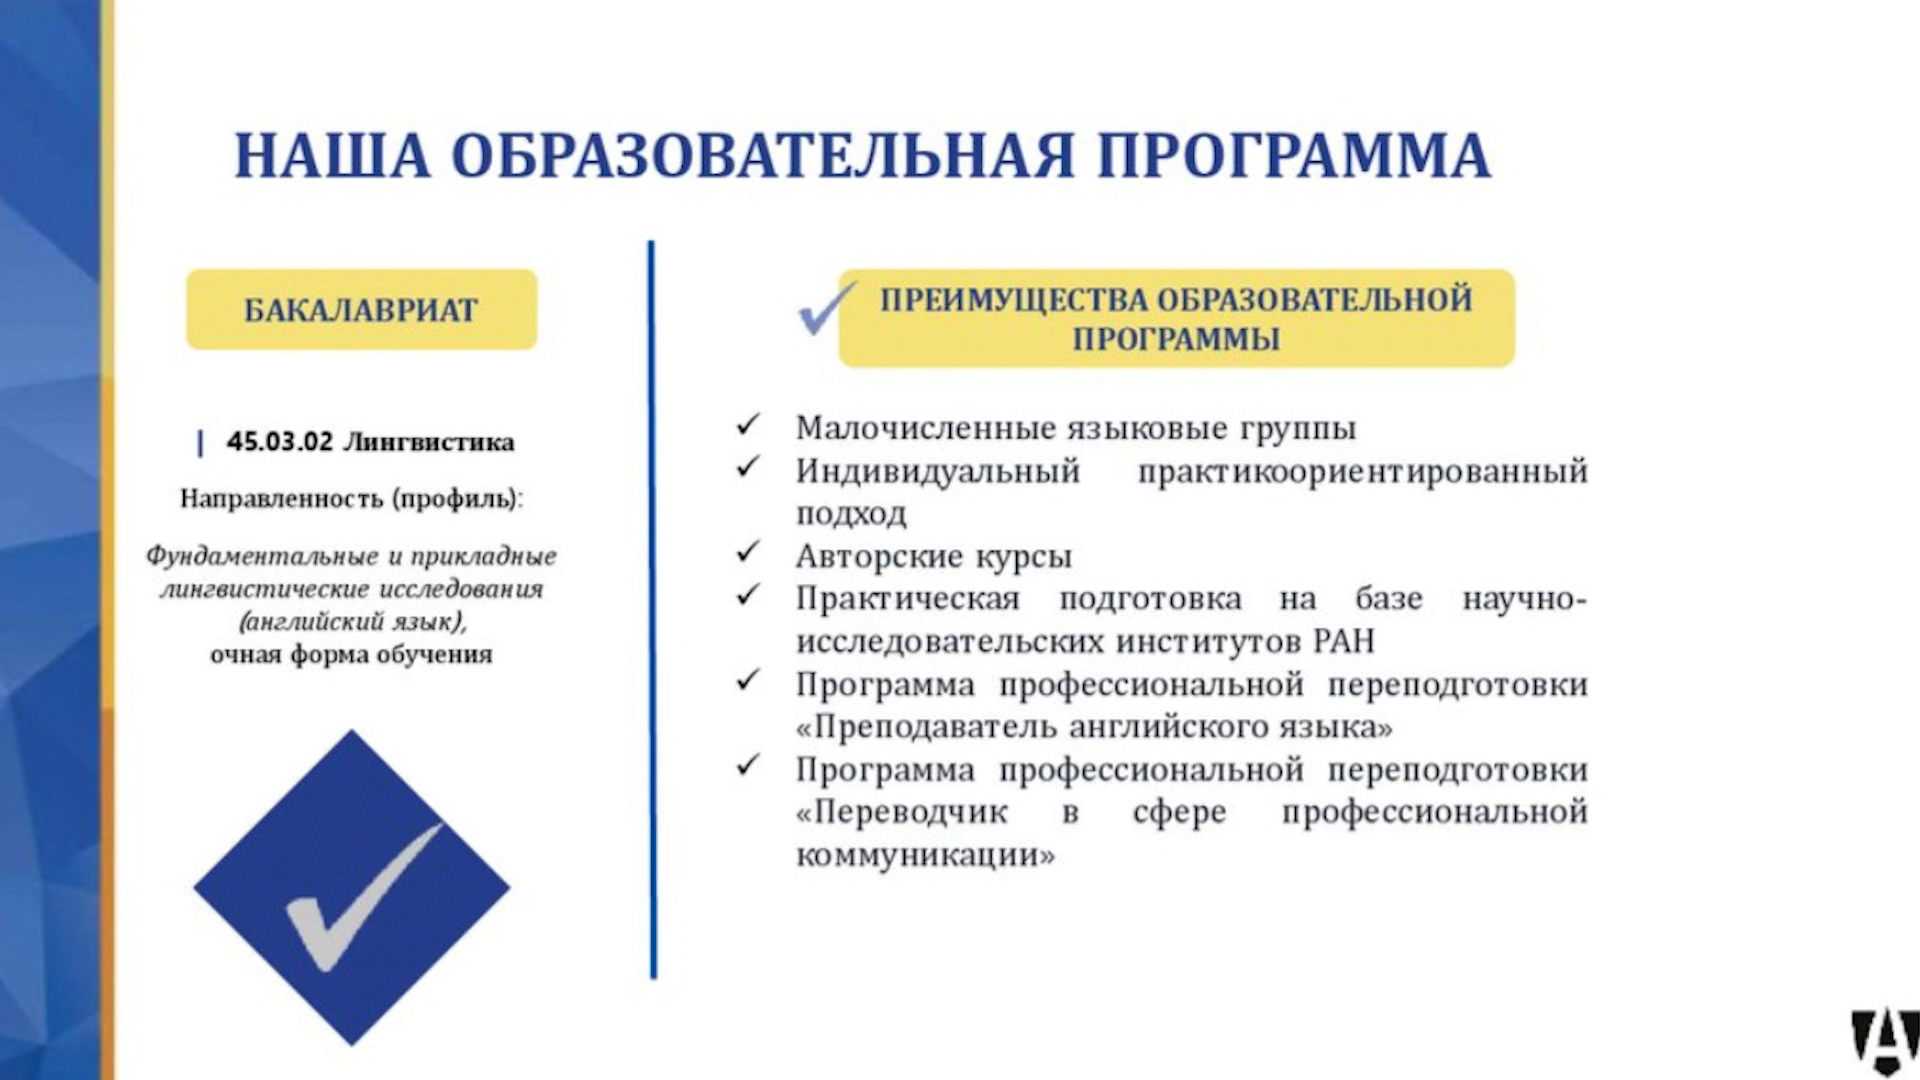 НАША ОБРАЗОВАТЕЛЬНАЯ ПРОГРАММА
БАКАЛАВРИАТ
45.03.02 Лингвистика
Направленность (профиль):
Фундаментальные и прикладные
лингвистические исследования
(английский язык),
очная форма обучения
ПРЕИМУЩЕСТВА ОБРАЗОВАТЕЛЬНОЙ
ПРОГРАММЫ
Малочисленные языковые группы
Индивидуальный практикоориентированный
подход
Авторские курсы
Практическая подготовка на базе научно-
исследовательских институтов РАН
Программа профессиональной переподготовки
«Преподаватель английского языка»
Программа профессиональной переподготовки
«Переводчик в сфере профессиональной
коммуникации»